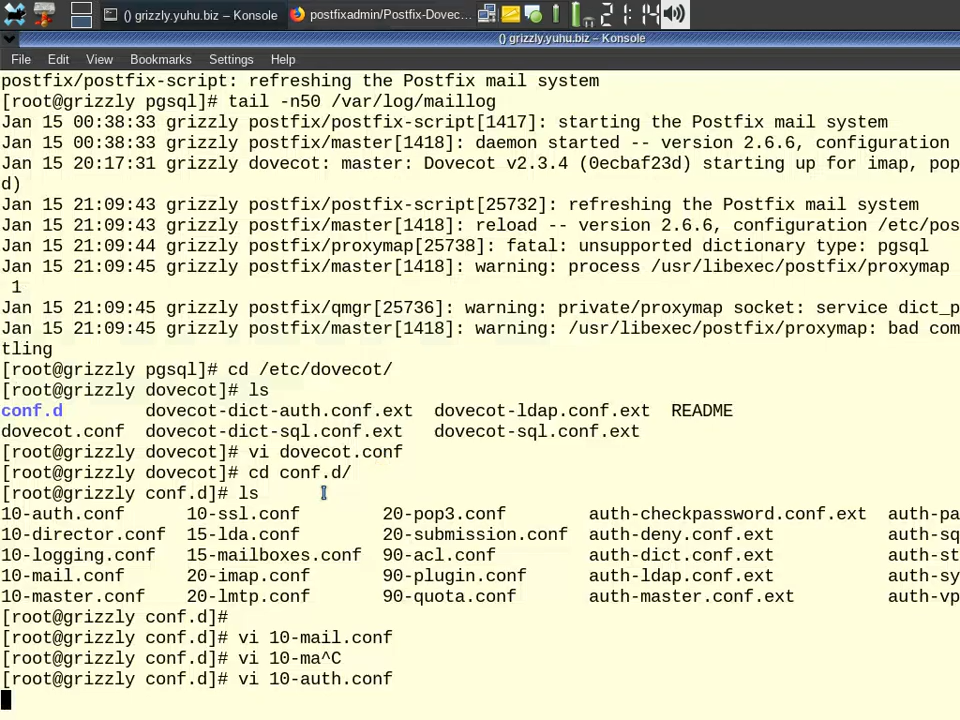 () grizzly.yuhu.biz – Konsole
postfixadmin/Postfix-Dovec...
21:14
() grizzly.yuhu.biz – Konsole
File Edit View Bookmarks Settings Help
postfix/postfix-script: refreshing the Postfix mail system
[root@grizzly pgsql]# tail -n50 /var/log/maillog
Jan 15 00:38:33 grizzly postfix/postfix-script[1417]: starting the Postfix mail system
Jan 15 00:38:33 grizzly postfix/master[1418]: daemon started -- version 2.6.6, configuration
Jan 15 20:17:31 grizzly dovecot: master: Dovecot v2.3.4 (0ecbaf23d) starting up for imap, pop
d)
Jan 15 21:09:43 grizzly postfix/postfix-script[25732]: refreshing the Postfix mail system
Jan 15 21:09:43 grizzly postfix/master[1418]: reload -- version 2.6.6, configuration /etc/pos
Jan 15 21:09:44 grizzly postfix/proxymap[25738]: fatal: unsupported dictionary type: pgsql
Jan 15 21:09:45 grizzly postfix/master[1418]: warning: process /usr/libexec/postfix/proxymap
1
Jan 15 21:09:45 grizzly postfix/qmgr[25736]: warning: private/proxymap socket: service dict_p
Jan 15 21:09:45 grizzly postfix/master[1418]: warning: /usr/libexec/postfix/proxymap: bad com
tling
[root@grizzly pgsql]# cd /etc/dovecot/
[root@grizzly dovecot]# ls
conf.d dovecot-dict-auth.conf.ext dovecot-ldap.conf.ext README
dovecot.conf dovecot-dict-sql.conf.ext dovecot-sql.conf.ext
[root@grizzly dovecot]# vi dovecot.conf
[root@grizzly dovecot]# cd conf.d/
[root@grizzly conf.d]# ls
10-auth.conf 10-ssl.conf 20-pop3.conf auth-checkpassword.conf.ext auth-pa
10-director.conf 15-lda.conf 20-submission.conf auth-deny.conf.ext auth-sq
10-logging.conf 15-mailboxes.conf 90-acl.conf auth-dict.conf.ext auth-st
10-mail.conf 20-imap.conf 90-plugin.conf auth-ldap.conf.ext auth-sy
10-master.conf 20-lmtp.conf 90-quota.conf auth-master.conf.ext auth-vp
[root@grizzly conf.d]#
[root@grizzly conf.d]# vi 10-mail.conf
[root@grizzly conf.d]# vi 10-ma^C
[root@grizzly conf.d]# vi 10-auth.conf